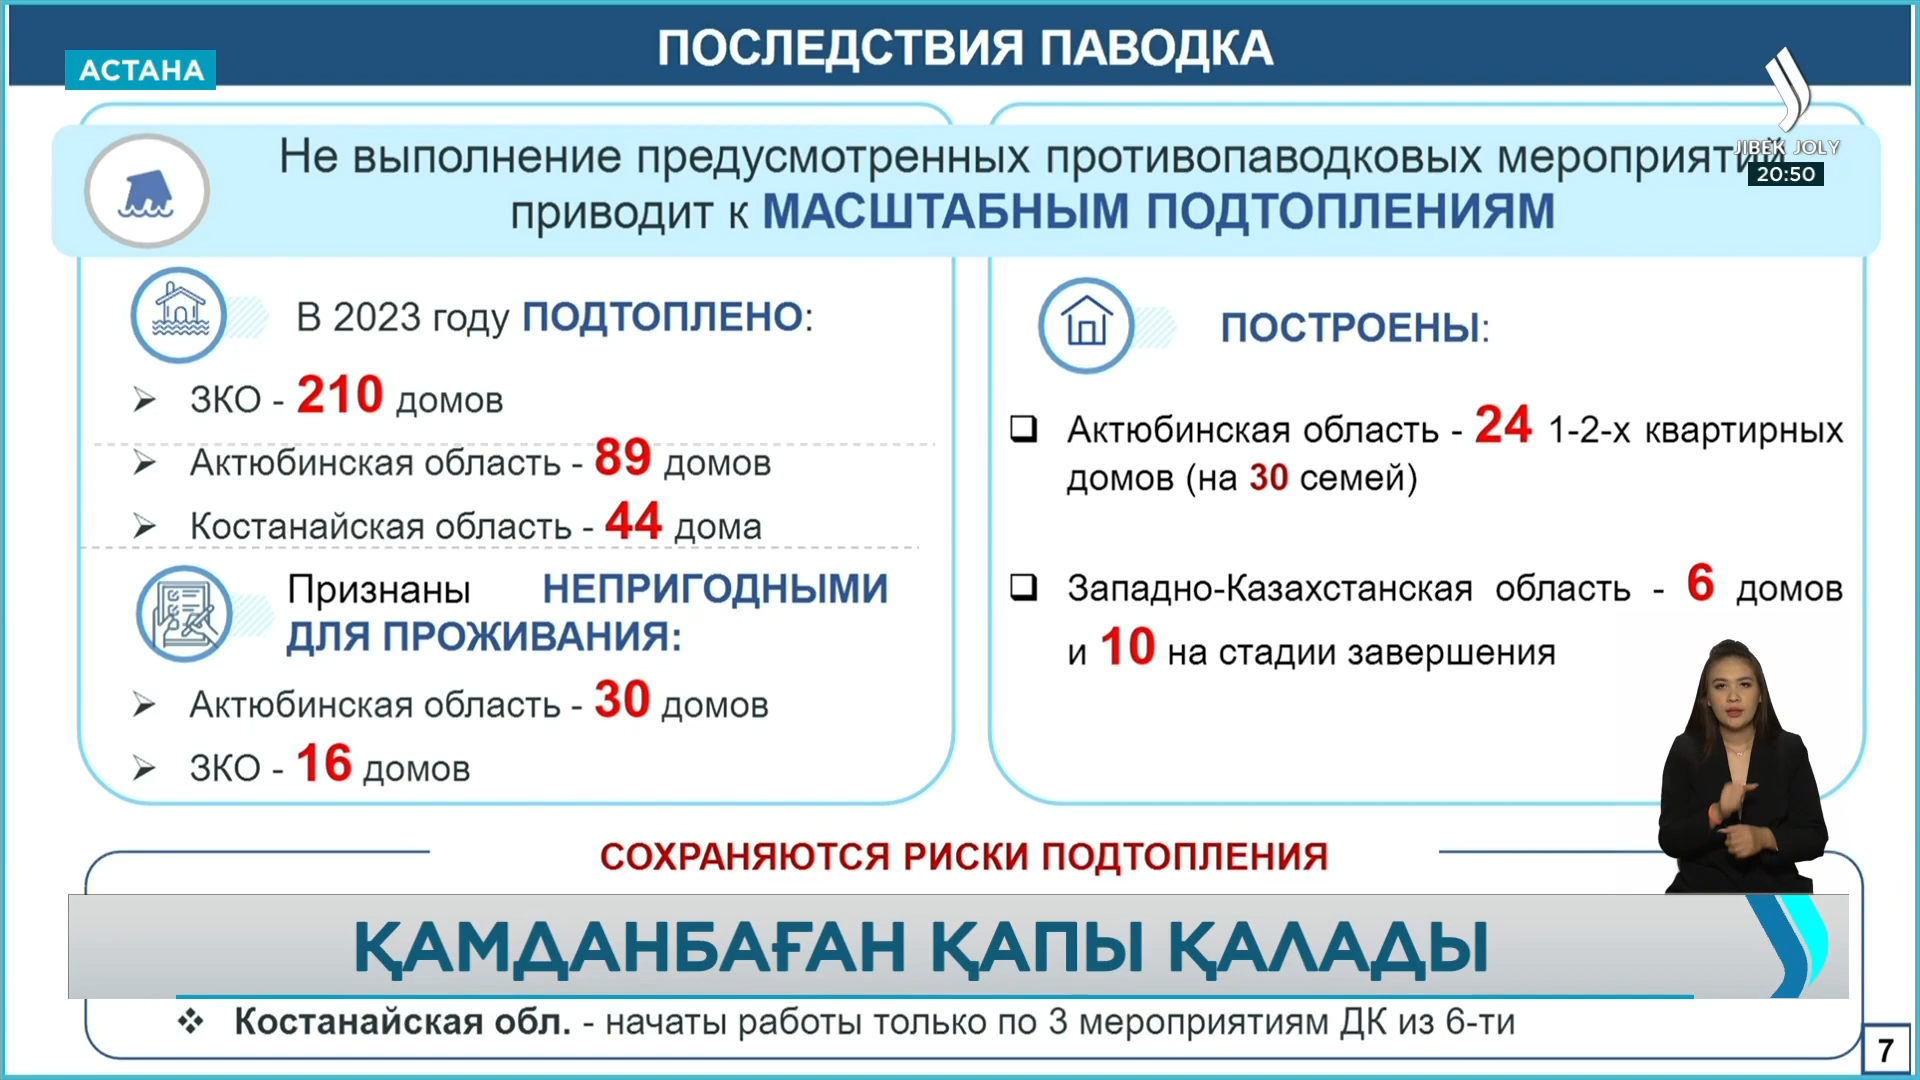 ПОСЛЕДСТВИЯ ПАВОДКА
АСТАНА
JIBEK JOLY
20:50
Не выполнение предусмотренных противопаводковых мероприятий
приводит к МАСШТАБНЫМ ПОДТОПЛЕНИЯМ
В 2023 году ПОДТОПЛЕНО:
ЗКО - 210 домов
Актюбинская область - 89 домов
Костанайская область - 44 дома
Признаны НЕПРИГОДНЫМИ
ДЛЯ ПРОЖИВАНИЯ:
Актюбинская область - 30 домов
ЗКО - 16 домов
ПОСТРОЕНЫ:
Актюбинская область - 24 1-2-х квартирных
домов (на 30 семей)
Западно-Казахстанская область - 6 домов
и 10 на стадии завершения
СОХРАНЯЮТСЯ РИСКИ ПОДТОПЛЕНИЯ
ҚАМДАНБАҒАН ҚАПЫ ҚАЛАДЫ
Костанайская обл. - начаты работы только по 3 мероприятиям ДК из 6-ти
7